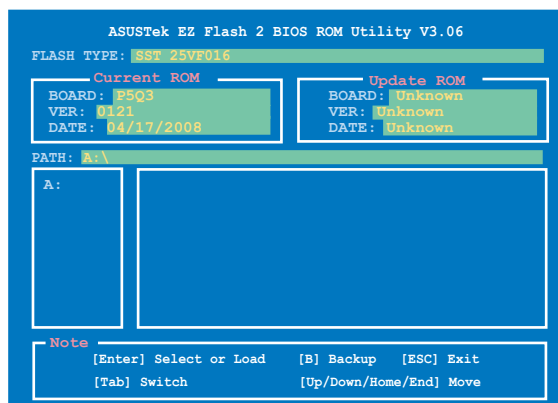 ASUSTek EZ Flash 2 BIOS ROM Utility V3.06
FLASH TYPE: SST 25VF016
Current ROM
BOARD: P5Q3
VER: 0121
DATE: 04/17/2008
Update ROM
BOARD: Unknown
VER: Unknown
DATE: Unknown
PATH: A:\
A:
Note
[Enter] Select or Load [B] Backup [ESC] Exit
[Tab] Switch [Up/Down/Home/End] Move